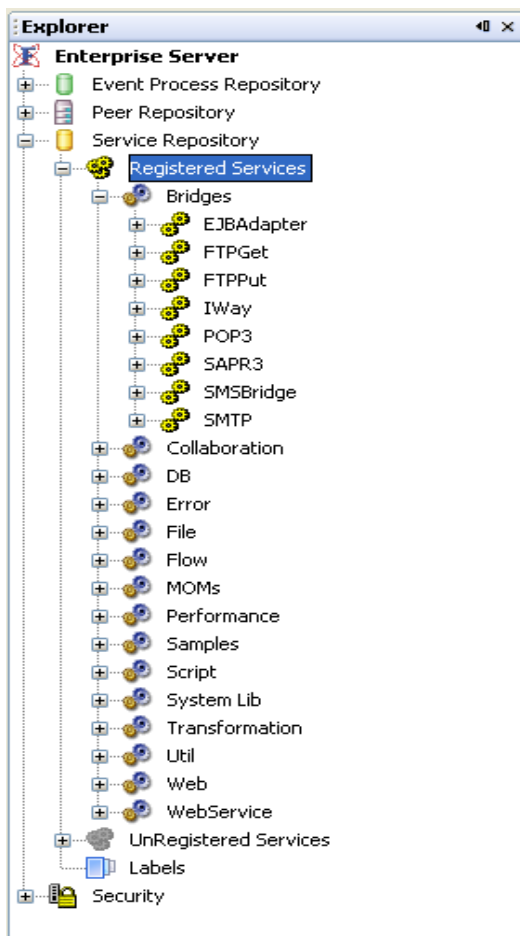 Explorer
Enterprise Server
Event Process Repository
Peer Repository
Service Repository
Registered Services
Bridges
EJBAdapter
FTPGet
FTPPut
IWay
POP3
SAPR3
SMSBridge
SMTP
Collaboration
DB
Error
File
Flow
MOMs
Performance
Samples
Script
System Lib
Transformation
Util
Web
WebService
UnRegistered Services
Labels
Security